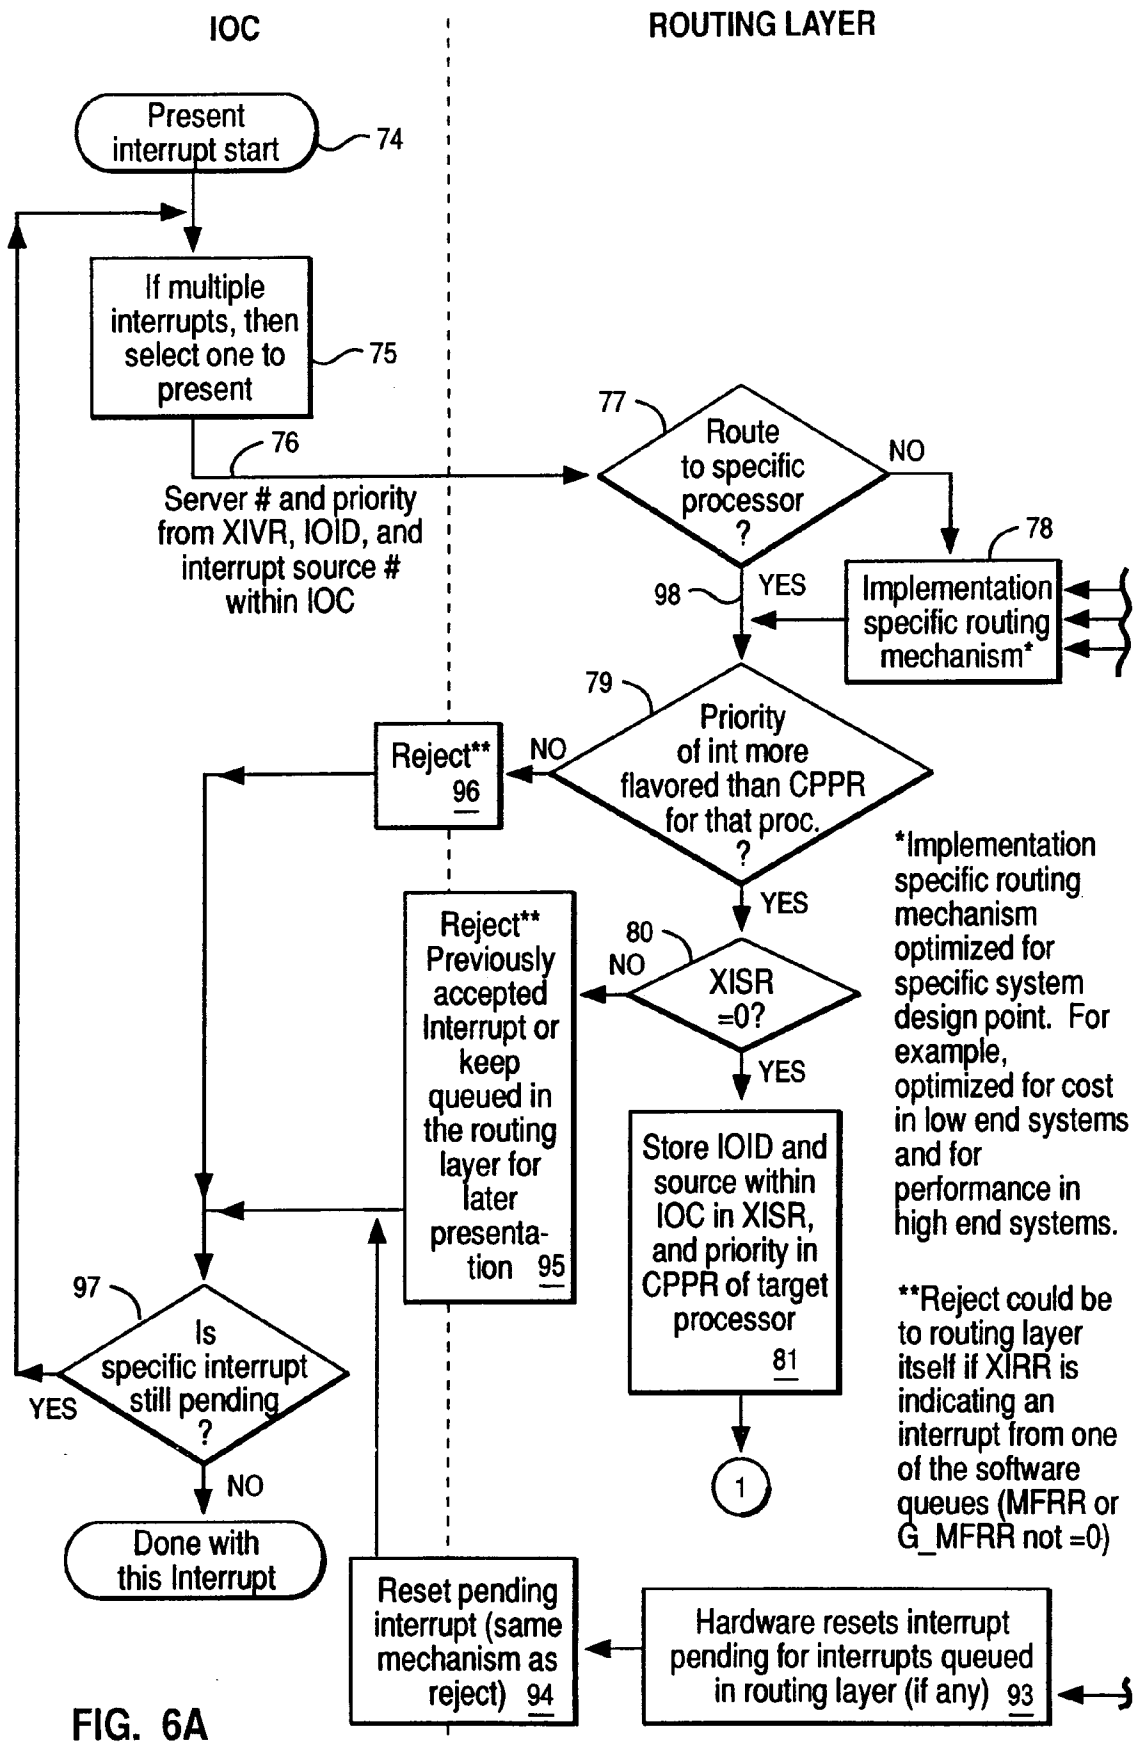 IOC
ROUTING LAYER
Present
interrupt start
74
If multiple
interrupts, then
select one to
present
75
76
Server # and priority
from XIVR, IOID, and
interrupt source #
within IOC
77
Route
to specific
processor
?
NO
78
Implementation
specific routing
mechanism*
98
YES
79
Priority
of int more
flavored than CPPR
for that proc.
?
NO
Reject**
96
YES
80
XISR
=0?
NO
Reject**
Previously
accepted
Interrupt or
keep
queued in
the routing
layer for
later
presenta-
tion 95
YES
Store IOID and
source within
IOC in XISR,
and priority in
CPPR of target
processor
81
1
*Implementation
specific routing
mechanism
optimized for
specific system
design point. For
example,
optimized for cost
in low end systems
and for
performance in
high end systems.
**Reject could be
to routing layer
itself if XIRR is
indicating an
interrupt from one
of the software
queues (MFRR or
G_MFRR not =0)
97
Is
specific interrupt
still pending
?
YES
NO
Done with
this Interrupt
Reset pending
interrupt (same
mechanism as
reject) 94
Hardware resets interrupt
pending for interrupts queued
in routing layer (if any) 93
FIG. 6A